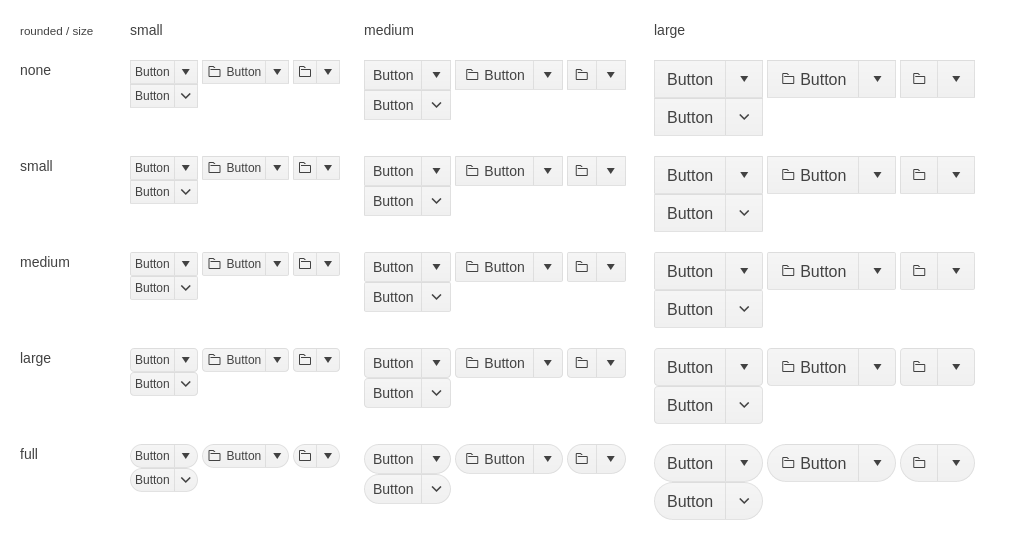 rounded / size small medium large
none Button Button Button Button Button Button
Button Button Button
small Button Button Button Button Button Button
Button Button Button
medium Button Button Button Button Button Button
Button Button Button
large Button Button Button Button Button Button
Button Button Button
full Button Button Button Button Button Button
Button Button Button